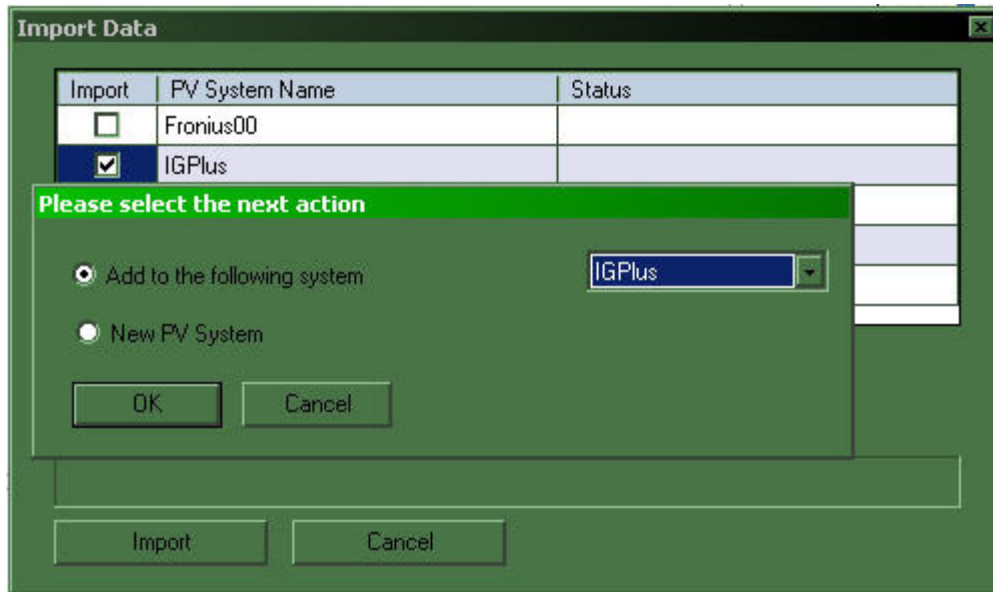 Import Data
Import PV System Name Status
Fronius00
IGPlus
Please select the next action
Add to the following system IGPlus
New PV System
OK Cancel
Import Cancel